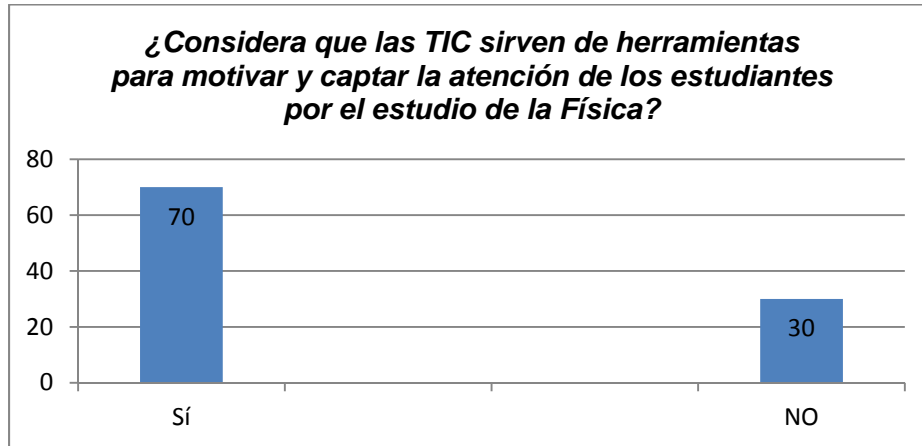 ¿Considera que las TIC sirven de herramientas
para motivar y captar la atención de los estudiantes
por el estudio de la Física?
80
60
40
20
0
70
30
Sí
NO